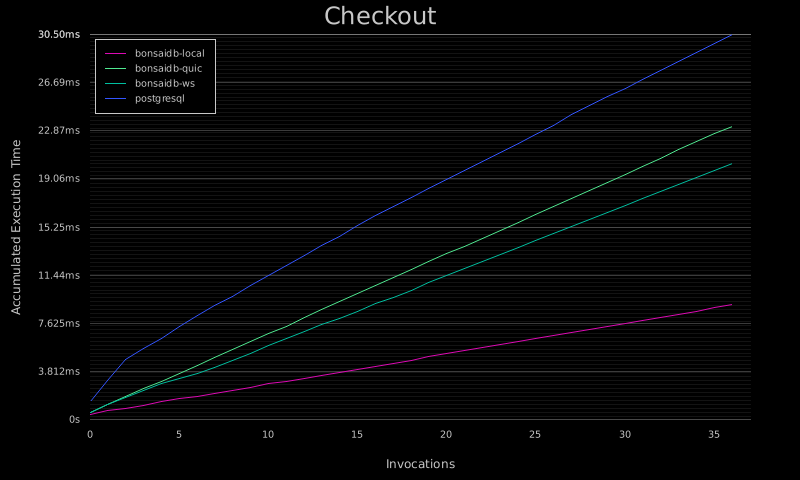 Checkout
30.50ms
bonsaidb-local
bonsaidb-quic
26.69ms
bonsaidb-ws
postgresql
22.87ms
19.06ms
15.25ms
11.44ms
7.625ms
3.812ms
0s
Accumulated Execution Time
0 5 10 15 20 25 30 35
Invocations